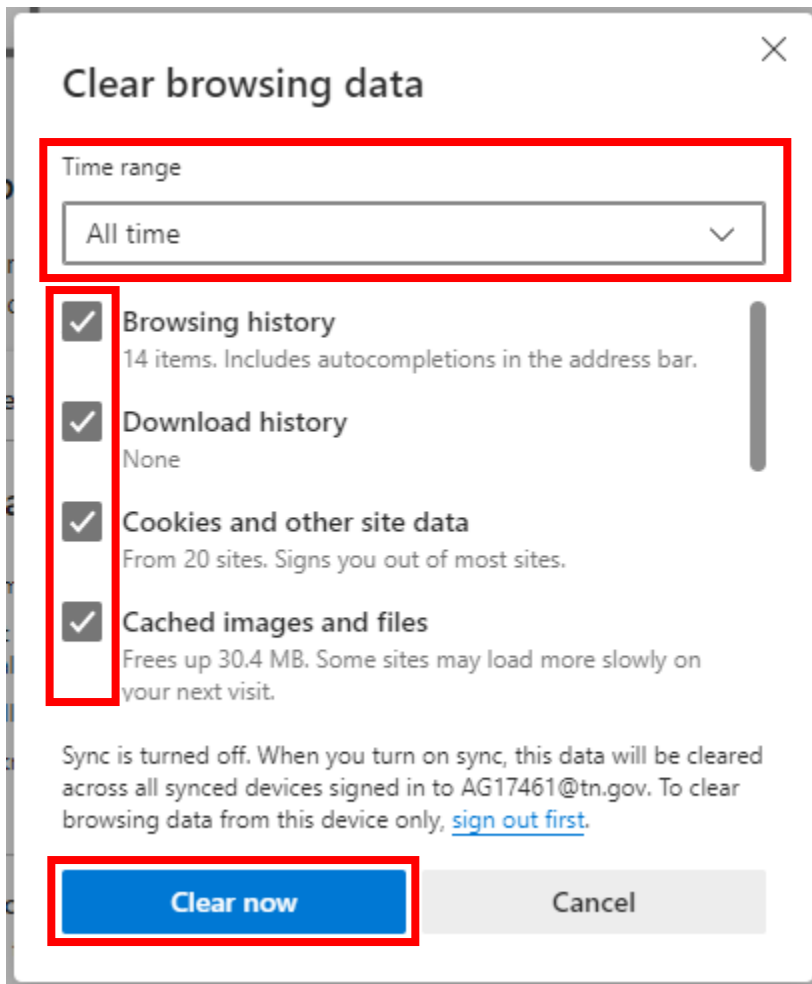 Clear browsing data
Time range
All time
Browsing history
14 items. Includes autocompletions in the address bar.
Download history
None
Cookies and other site data
From 20 sites. Signs you out of most sites.
Cached images and files
Frees up 30.4 MB. Some sites may load more slowly on
your next visit.
Sync is turned off. When you turn on sync, this data will be cleared
across all synced devices signed in to AG17461@tn.gov. To clear
browsing data from this device only, sign out first.
Clear now
Cancel